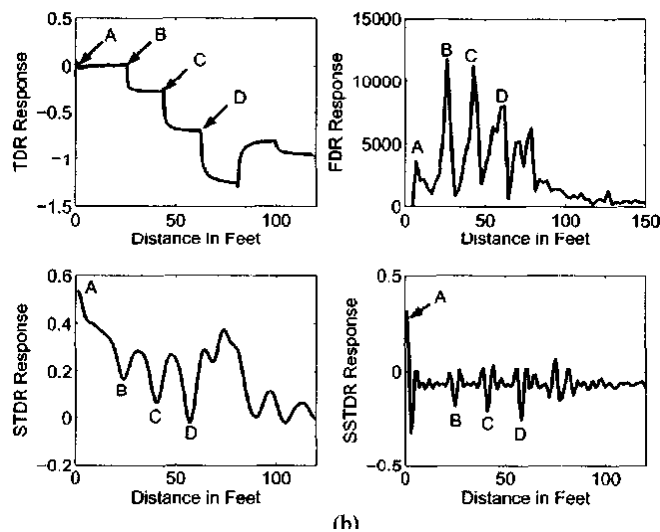 TDR Response
0
−0.5
−1
−1.5
A
B
C
D
0
50
100
Distance in Feet
FDR Response
15000
10000
5000
0
A
B
C
D
0
50
100
150
Distance in Feet
STDR Response
0.6
0.4
0.2
0
−0.2
A
B
C
D
0
50
100
Distance in Feet
SSTDR Response
0.5
0
−0.5
A
B
C
D
0
50
100
Distance in Feet
(b)